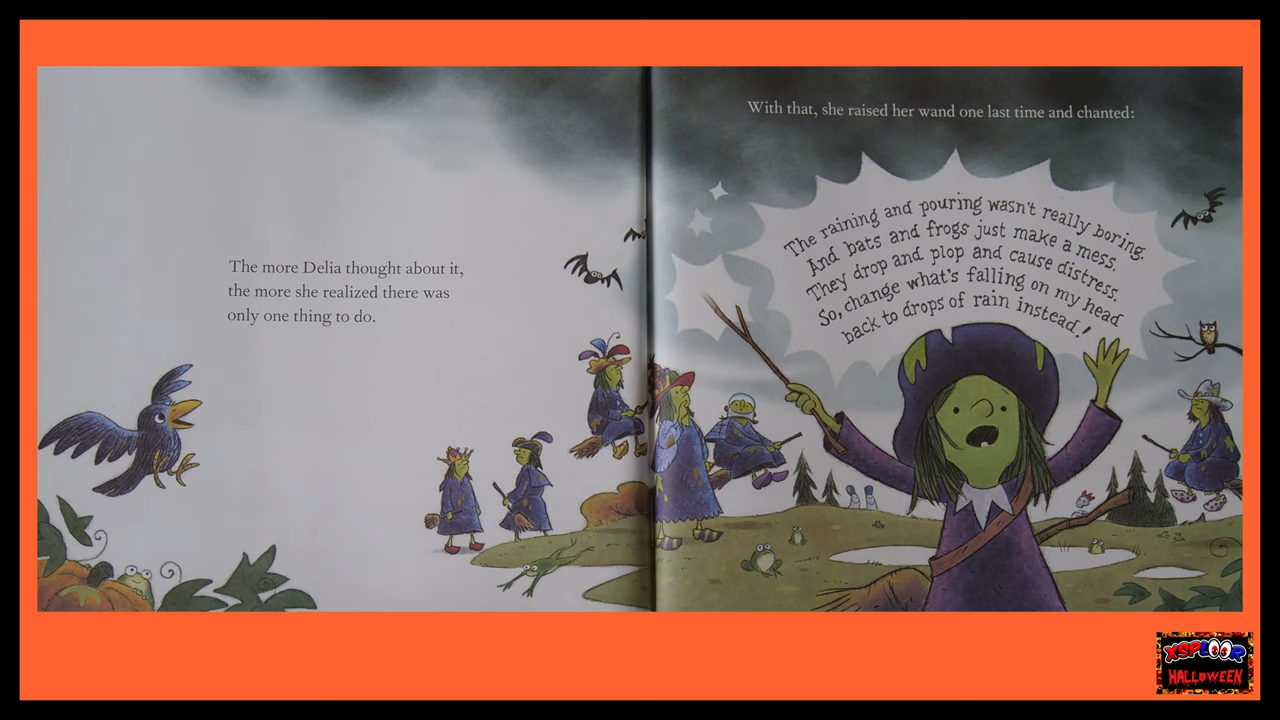 The more Delia thought about it,
the more she realized there was
only one thing to do.
With that, she raised her wand one last time and chanted:
The raining and pouring wasn't really boring.
And bats and frogs just make a mess.
They drop and plop and cause distress.
So, change what's falling on my head
back to drops of rain instead!
XSPLOOR
HALLOWEEN